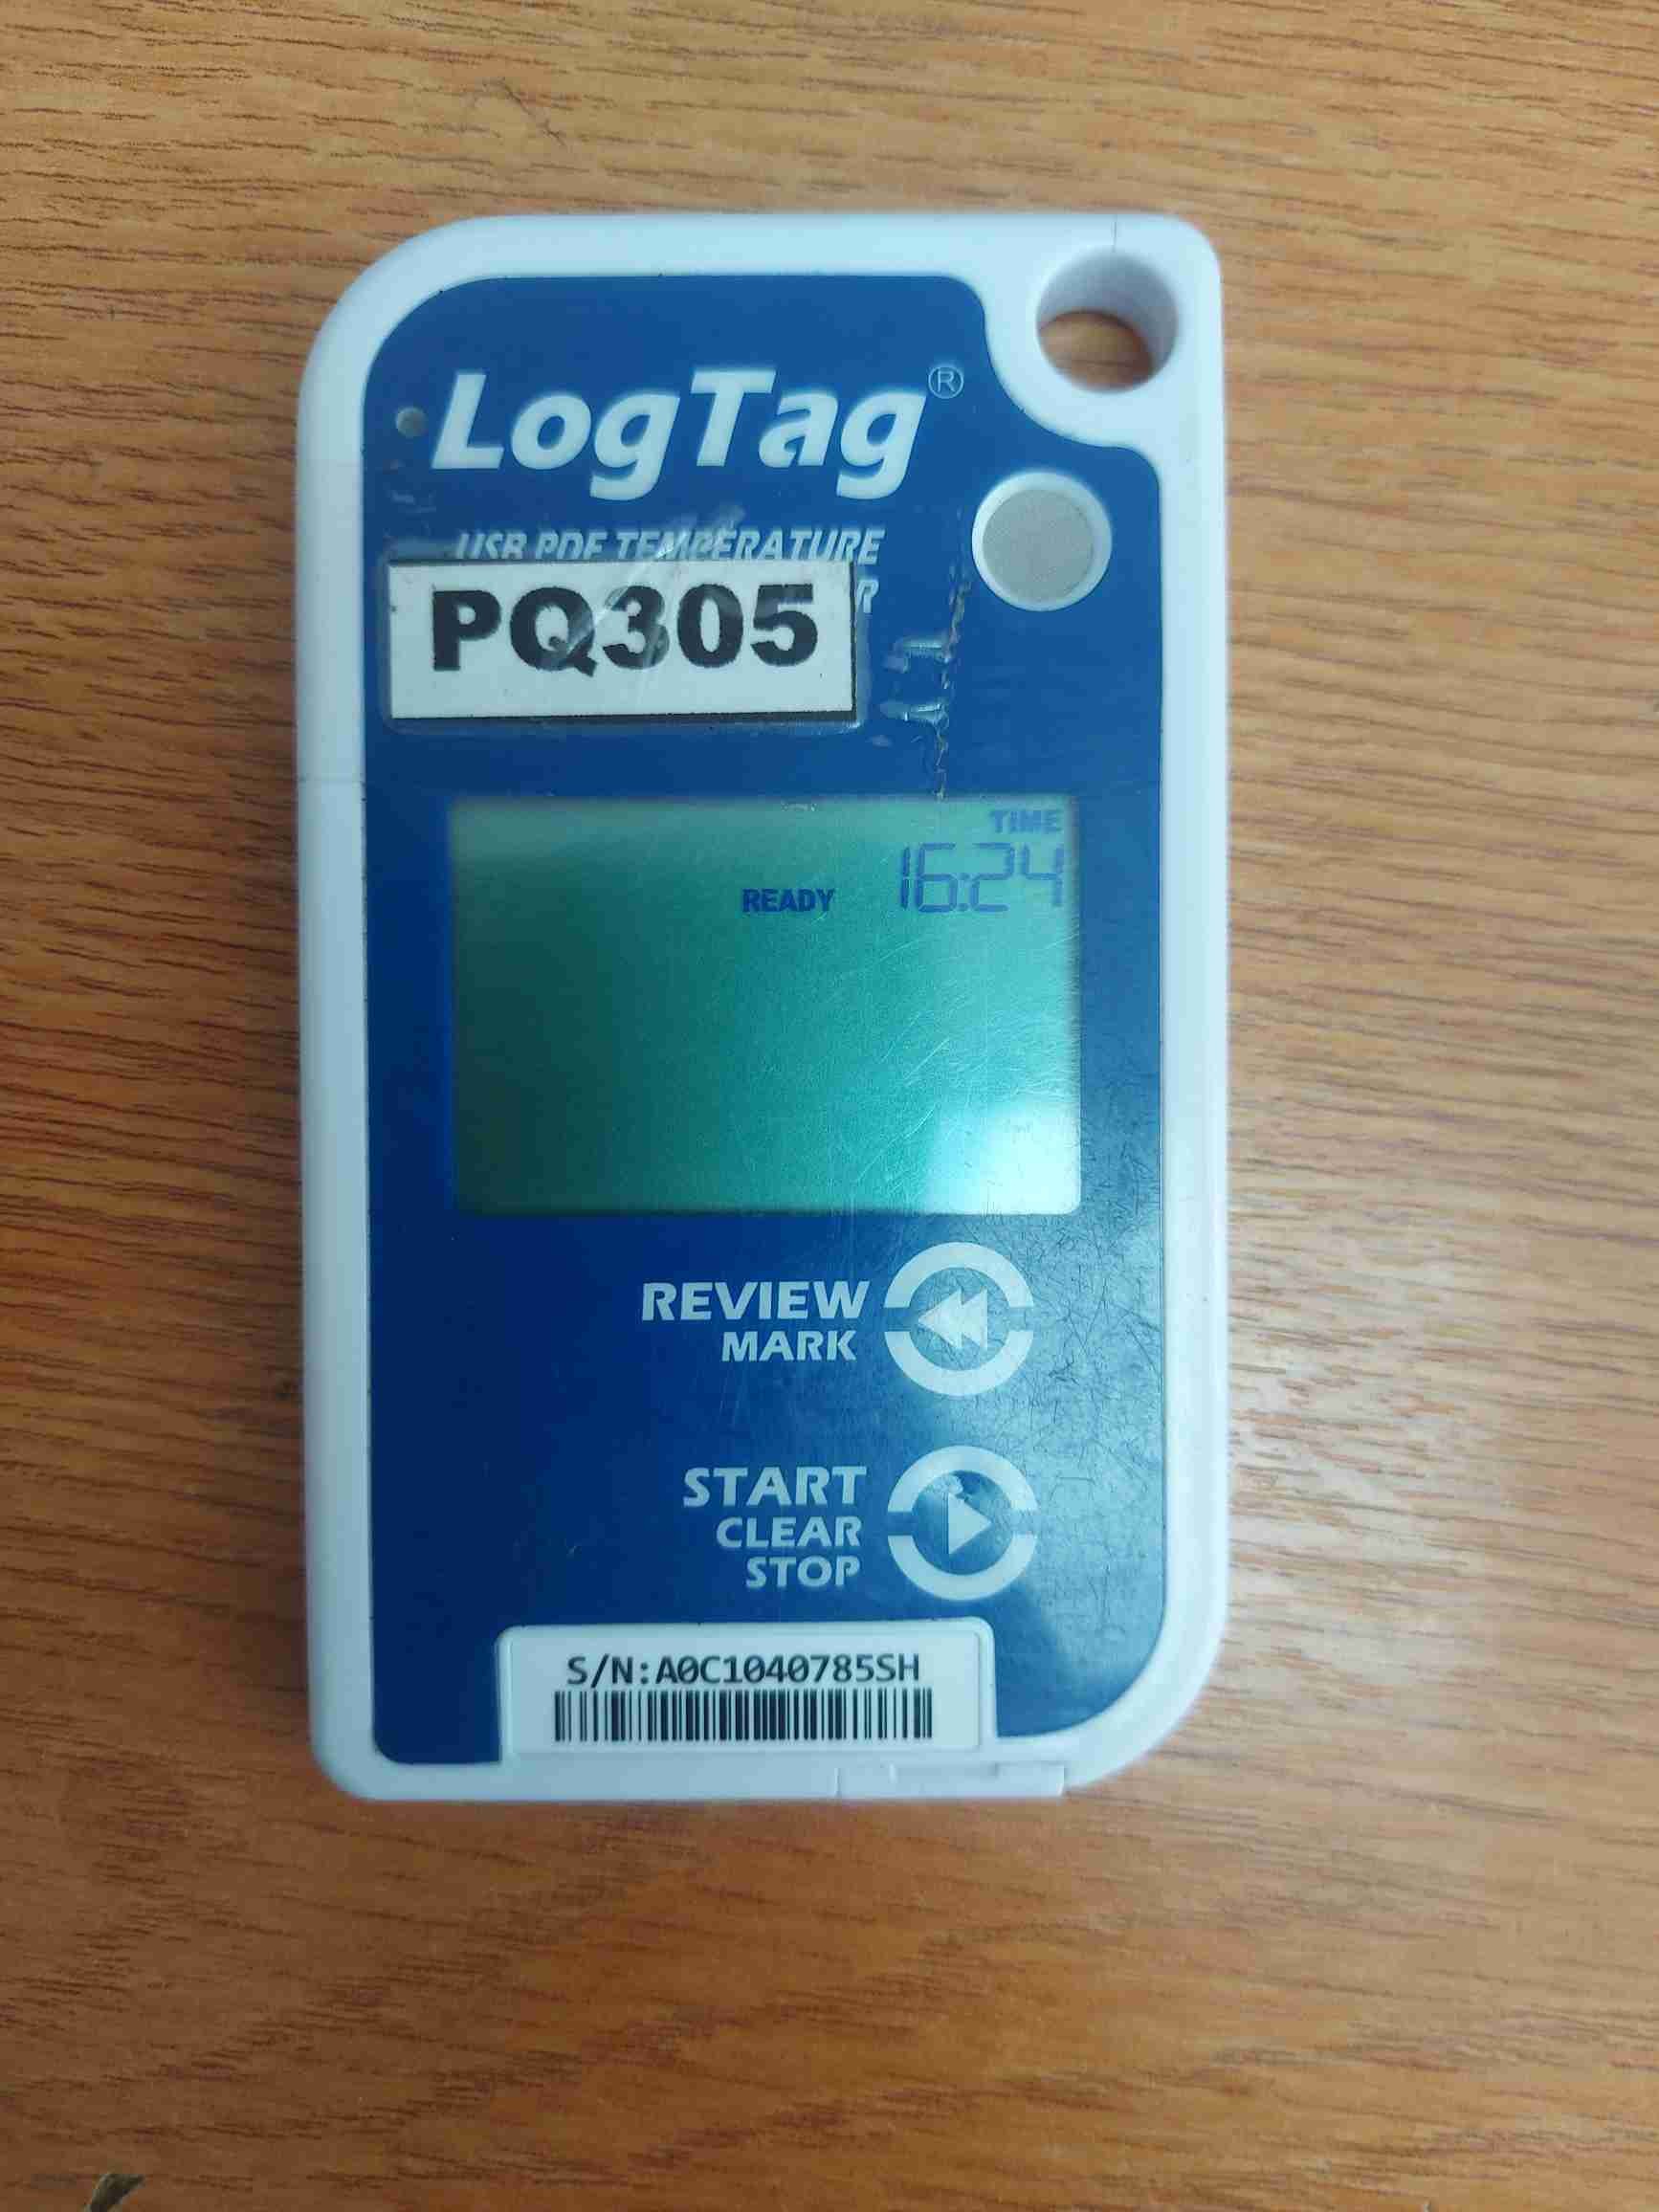 LogTag®
USB PDF TEMPERATURE
PQ305
TIME
16:24
READY
REVIEW
MARK
START
CLEAR
STOP
S/N:A0C1040785SH